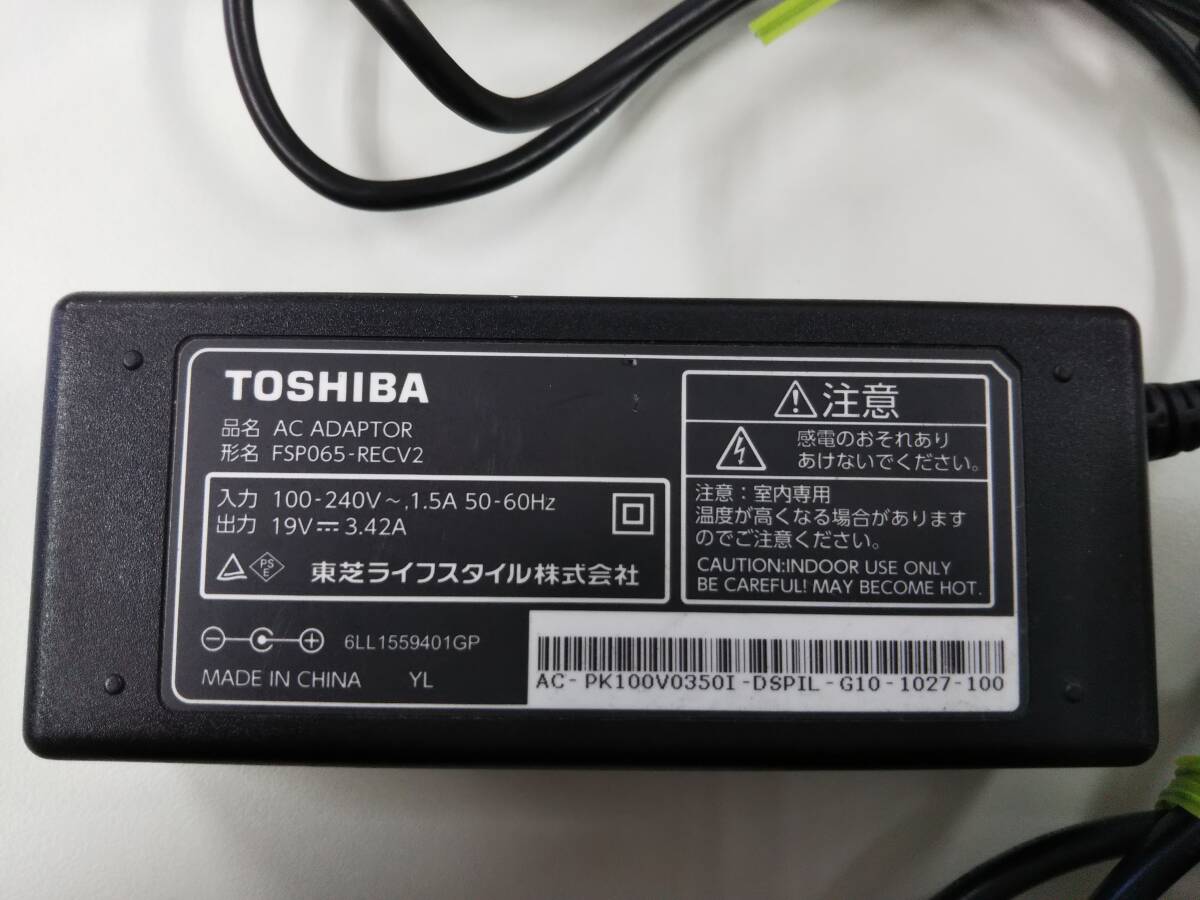 TOSHIBA
品名 AC ADAPTOR
形名 FSP065-RECV2
入力 100-240V～,1.5A 50-60Hz
出力 19V⎓ 3.42A
PS
E
東芝ライフスタイル株式会社
6LL1559401GP
MADE IN CHINA YL
注意
感電のおそれあり
あけないでください。
注意：室内専用
温度が高くなる場合があります
のでご注意ください。
CAUTION:INDOOR USE ONLY
BE CAREFUL! MAY BECOME HOT.
AC- PK100V0350I -DSPIL - G10 - 1027-100